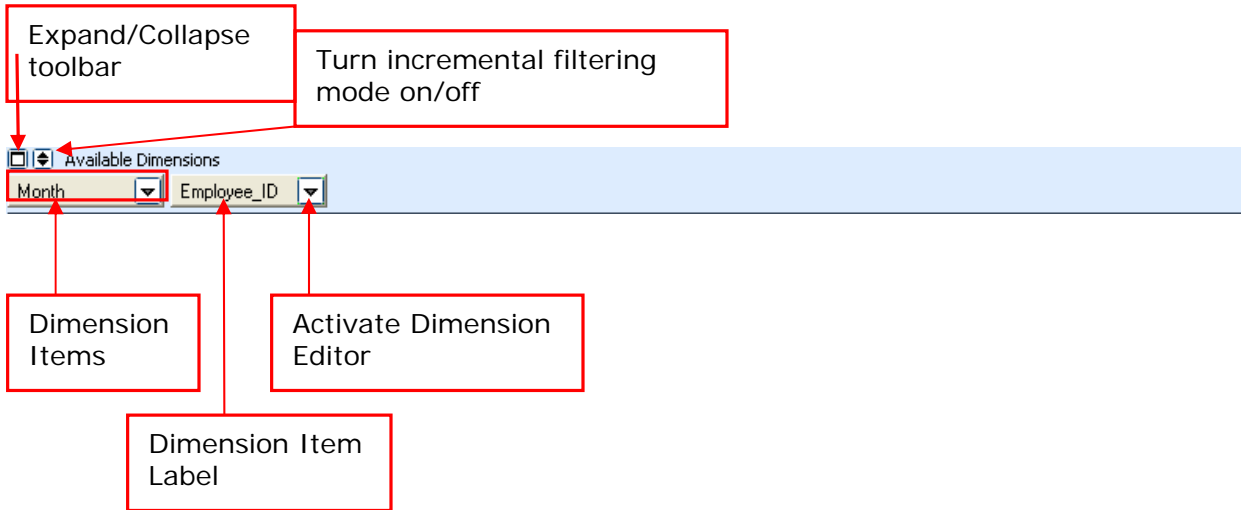 Expand/Collapse
toolbar
Turn incremental filtering
mode on/off
Available Dimensions
Month
Employee_ID
Dimension
Items
Activate Dimension
Editor
Dimension Item
Label